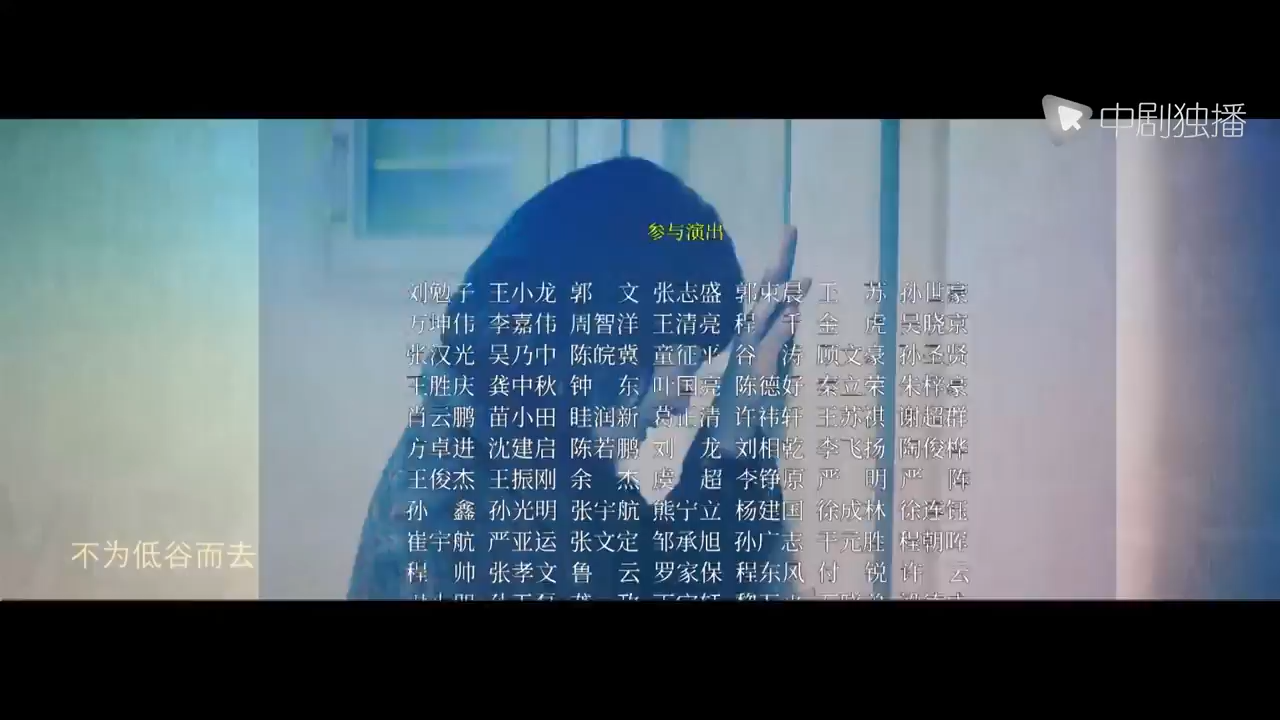 中剧独播
参与演出
刘勉子 王小龙 郭 文 张志盛 郭束晨 王 苏 孙世豪
万坤伟 李嘉伟 周智洋 王清亮 程 千 金 虎 吴晓京
张汉光 吴乃中 陈皖冀 童征平 谷 涛 顾文豪 孙圣贤
王胜庆 龚中秋 钟 东 叶国亮 陈德好 秦立荣 朱梓豪
肖云鹏 苗小田 眭润新 葛正清 许祎轩 王苏祺 谢超群
方卓进 沈建启 陈若鹏 刘 龙 刘相乾 李飞扬 陶俊桦
王俊杰 王振刚 余 杰 虞 超 李铮原 严 明 严 阵
孙 鑫 孙光明 张宇航 熊宁立 杨建国 徐成林 徐连钰
崔宇航 严亚运 张文定 邹承旭 孙广志 干元胜 程朝晖
不为低谷而去
程 帅 张孝文 鲁 云 罗家保 程东风 付 锐 许 云